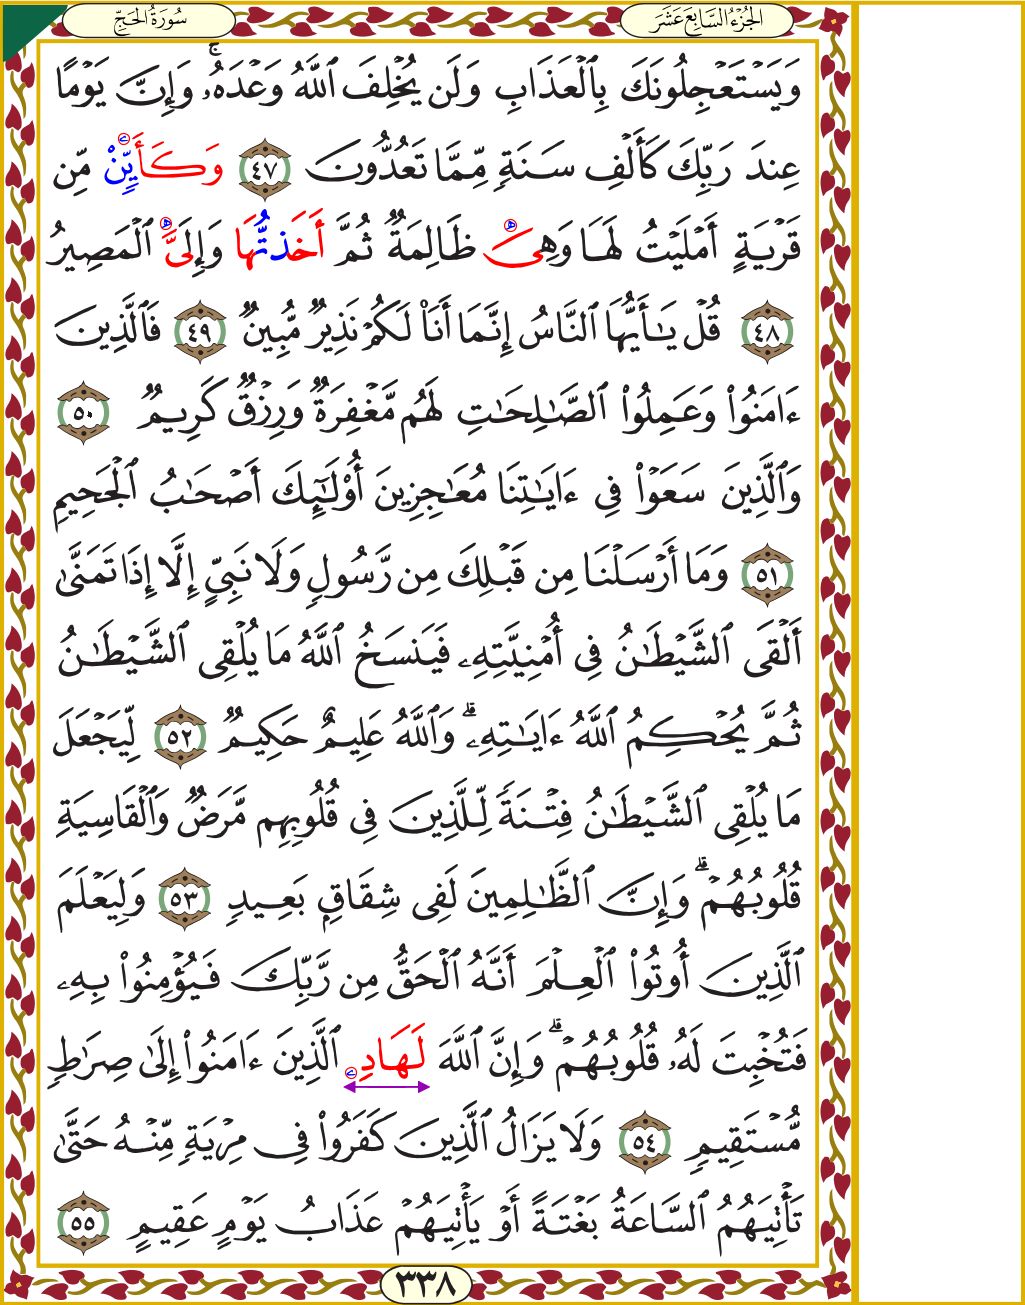 سُورَةُ الحَجِّ
الجُزْءُ السَّابِعَ عَشَرَ
وَيَسْتَعْجِلُونَكَ بِٱلْعَذَابِ وَلَن يُخْلِفَ ٱللَّهُ وَعْدَهُۥۚ وَإِنَّ يَوْمًا
عِندَ رَبِّكَ كَأَلْفِ سَنَةٍ مِّمَّا تَعُدُّونَ ٤٧ وَكَأَيِّنْ مِّن
قَرْيَةٍ أَمْلَيْتُ لَهَا وَهِىَ ظَالِمَةٌ ثُمَّ أَخَذتُّهَا وَإِلَىَّ ٱلْمَصِيرُ
٤٨ قُلْ يَـٰٓأَيُّهَا ٱلنَّاسُ إِنَّمَآ أَنَا۠ لَكُمْ نَذِيرٌ مُّبِينٌ ٤٩ فَٱلَّذِينَ
ءَامَنُوا۟ وَعَمِلُوا۟ ٱلصَّـٰلِحَـٰتِ لَهُم مَّغْفِرَةٌ وَرِزْقٌ كَرِيمٌ ٥٠
وَٱلَّذِينَ سَعَوْا۟ فِىٓ ءَايَـٰتِنَا مُعَـٰجِزِينَ أُو۟لَـٰٓئِكَ أَصْحَـٰبُ ٱلْجَحِيمِ
٥١ وَمَآ أَرْسَلْنَا مِن قَبْلِكَ مِن رَّسُولٍ وَلَا نَبِىٍّ إِلَّآ إِذَا تَمَنَّىٰٓ
أَلْقَى ٱلشَّيْطَـٰنُ فِىٓ أُمْنِيَّتِهِۦ فَيَنسَخُ ٱللَّهُ مَا يُلْقِى ٱلشَّيْطَـٰنُ
ثُمَّ يُحْكِمُ ٱللَّهُ ءَايَـٰتِهِۦۗ وَٱللَّهُ عَلِيمٌ حَكِيمٌ ٥٢ لِّيَجْعَلَ
مَا يُلْقِى ٱلشَّيْطَـٰنُ فِتْنَةً لِّلَّذِينَ فِى قُلُوبِهِم مَّرَضٌ وَٱلْقَاسِيَةِ
قُلُوبُهُمْۗ وَإِنَّ ٱلظَّـٰلِمِينَ لَفِى شِقَاقٍۭ بَعِيدٍ ٥٣ وَلِيَعْلَمَ
ٱلَّذِينَ أُوتُوا۟ ٱلْعِلْمَ أَنَّهُ ٱلْحَقُّ مِن رَّبِّكَ فَيُؤْمِنُوا۟ بِهِۦ
فَتُخْبِتَ لَهُۥ قُلُوبُهُمْۗ وَإِنَّ ٱللَّهَ لَهَادِ ٱلَّذِينَ ءَامَنُوٓا۟ إِلَىٰ صِرَٰطٍ
مُّسْتَقِيمٍ ٥٤ وَلَا يَزَالُ ٱلَّذِينَ كَفَرُوا۟ فِى مِرْيَةٍ مِّنْهُ حَتَّىٰ
تَأْتِيَهُمُ ٱلسَّاعَةُ بَغْتَةً أَوْ يَأْتِيَهُمْ عَذَابُ يَوْمٍ عَقِيمٍ ٥٥
٣٣٨